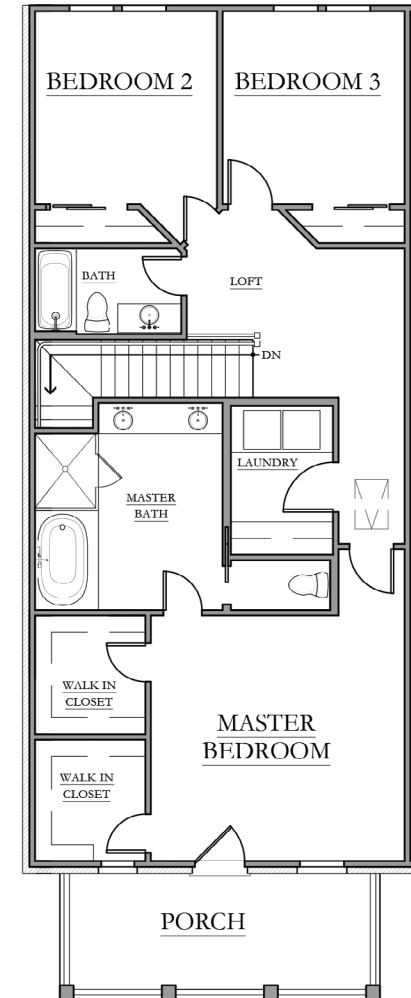 BEDROOM 2
BEDROOM 3
BATH
LOFT
DN
LAUNDRY
MASTER
BATH
WALK IN
CLOSET
MASTER
BEDROOM
WALK IN
CLOSET
PORCH